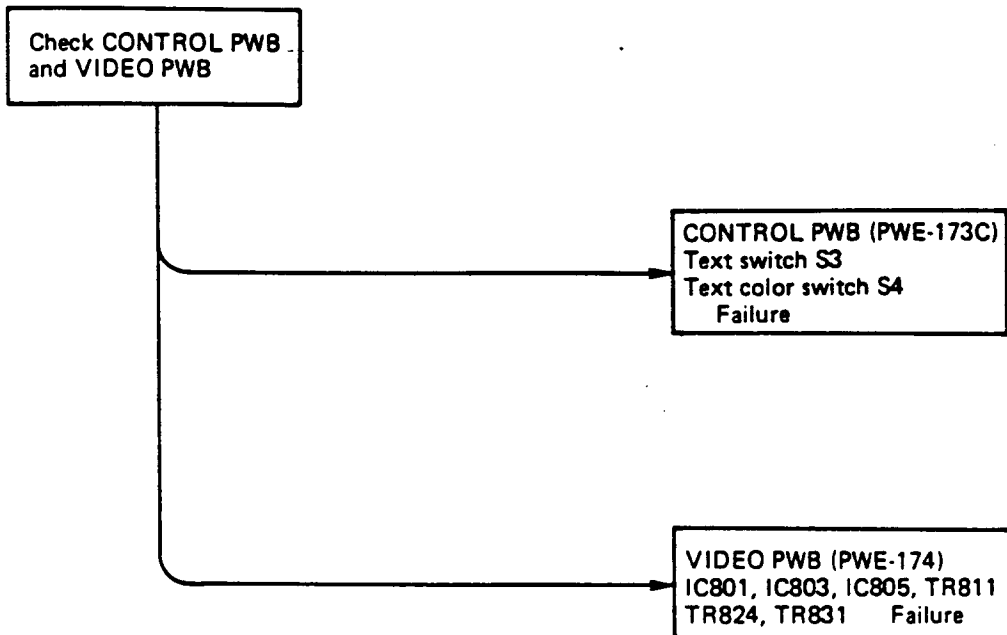 Check CONTROL PWB
and VIDEO PWB
CONTROL PWB (PWE-173C)
Text switch S3
Text color switch S4
Failure
VIDEO PWB (PWE-174)
IC801, IC803, IC805, TR811
TR824, TR831 Failure